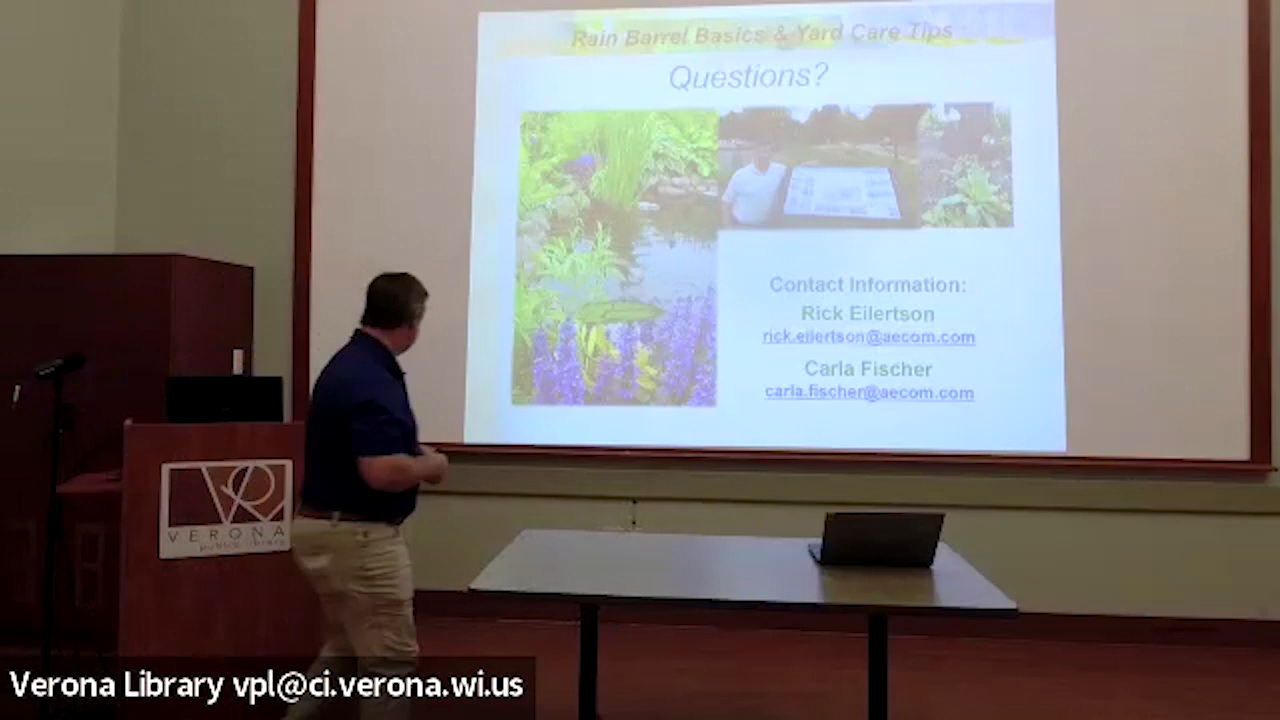 Rain Barrel Basics & Yard Care Tips
Questions?
Contact Information:
Rick Eilertson
rick.eilertson@aecom.com
Carla Fischer
carla.fischer@aecom.com
VERONA
public library
Verona Library vpl@ci.verona.wi.us